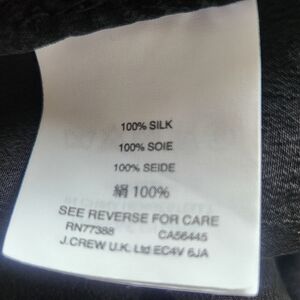 100% SILK
100% SOIE
100% SEIDE
絹 100%
SEE REVERSE FOR CARE
RN77388 CA56445
J.CREW U.K. Ltd EC4V 6JA